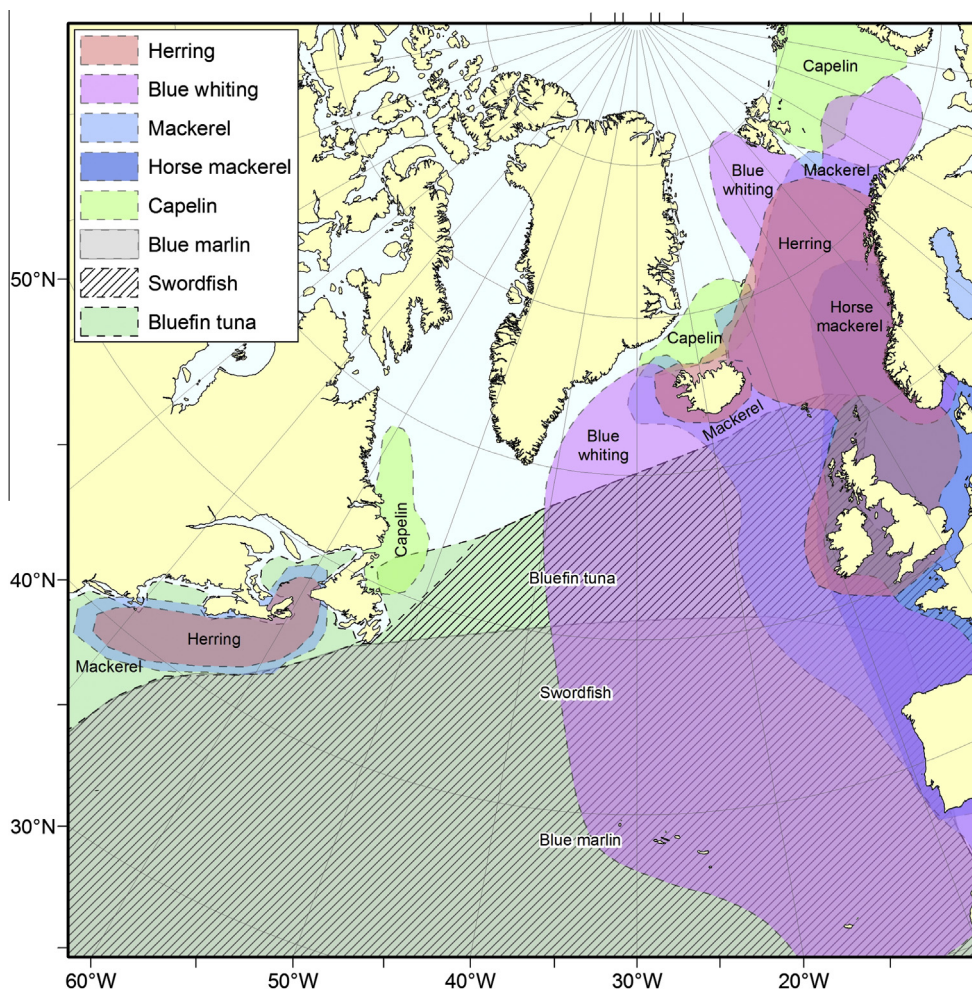 Herring
Blue whiting
Mackerel
Horse mackerel
Capelin
Blue marlin
Swordfish
Bluefin tuna
Capelin
Blue
whiting
Mackerel
Herring
Horse
mackerel
Capelin
Mackerel
Blue
whiting
Capelin
Bluefin tuna
Herring
Mackerel
Swordfish
Blue marlin
50°N
40°N
30°N
60°W
50°W
40°W
30°W
20°W